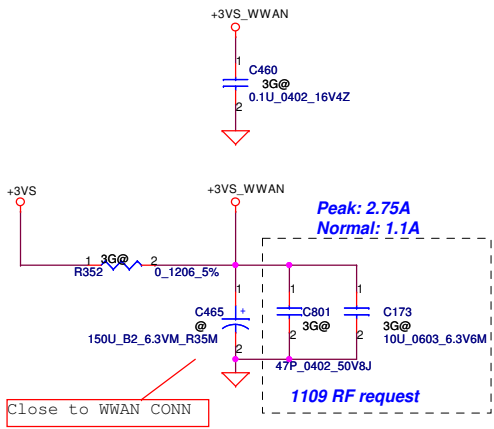 +3VS_WWAN
1
C460
3G@
0.1U_0402_16V4Z
2
+3VS
+3VS_WWAN
Peak: 2.75A
Normal: 1.1A
3G@
1 2
R352
0_1206_5%
1 1 1
C465 + C801 C173
@ 3G@ 3G@
150U_B2_6.3VM_R35M 10U_0603_6.3V6M
2 2 2
47P_0402_50V8J
1109 RF request
Close to WWAN CONN